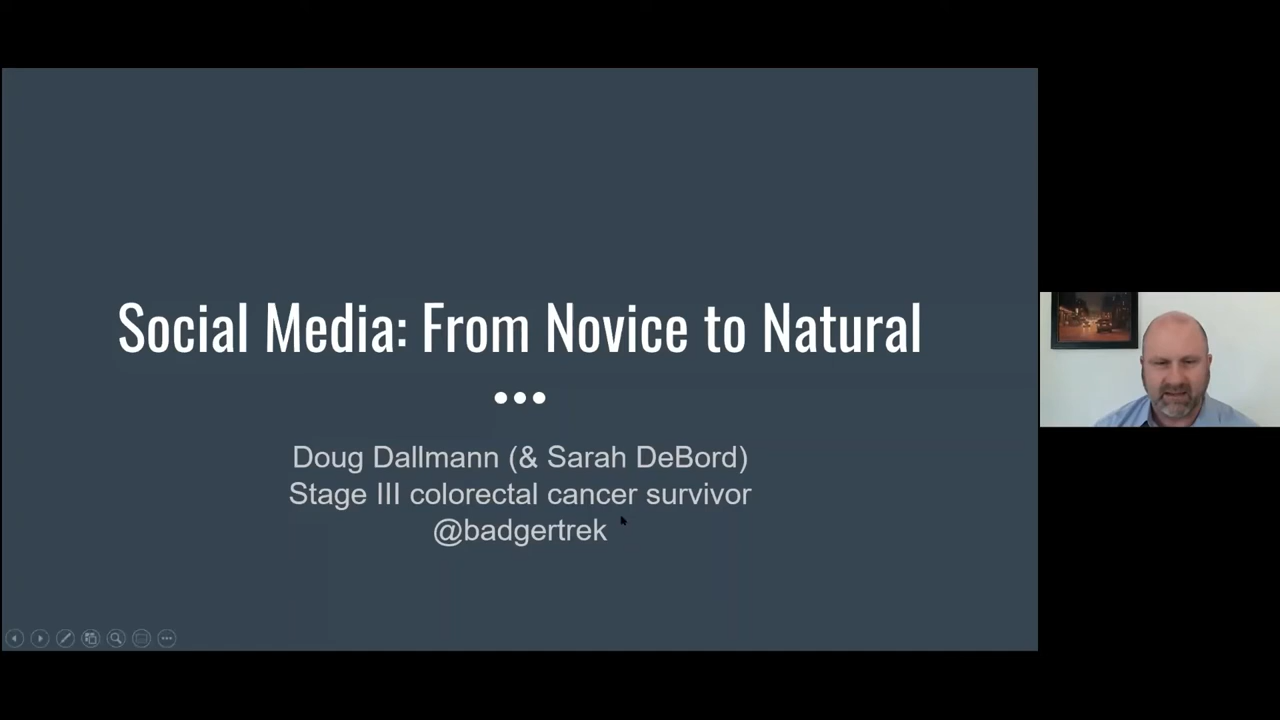 Social Media: From Novice to Natural
Doug Dallmann (& Sarah DeBord)
Stage III colorectal cancer survivor
@badgertrek